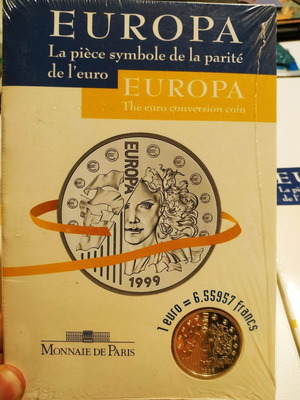 EUROPA
La pièce symbole de la parité
de l'euro
EUROPA
The euro conversion coin
EUROPA
1999
1 euro = 6,55957 francs
MONNAIE DE PARIS